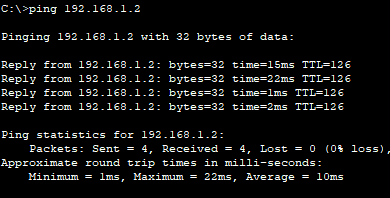 C:\>ping 192.168.1.2
Pinging 192.168.1.2 with 32 bytes of data:
Reply from 192.168.1.2: bytes=32 time=15ms TTL=126
Reply from 192.168.1.2: bytes=32 time=22ms TTL=126
Reply from 192.168.1.2: bytes=32 time=1ms TTL=126
Reply from 192.168.1.2: bytes=32 time=2ms TTL=126
Ping statistics for 192.168.1.2:
    Packets: Sent = 4, Received = 4, Lost = 0 (0% loss),
Approximate round trip times in milli-seconds:
    Minimum = 1ms, Maximum = 22ms, Average = 10ms